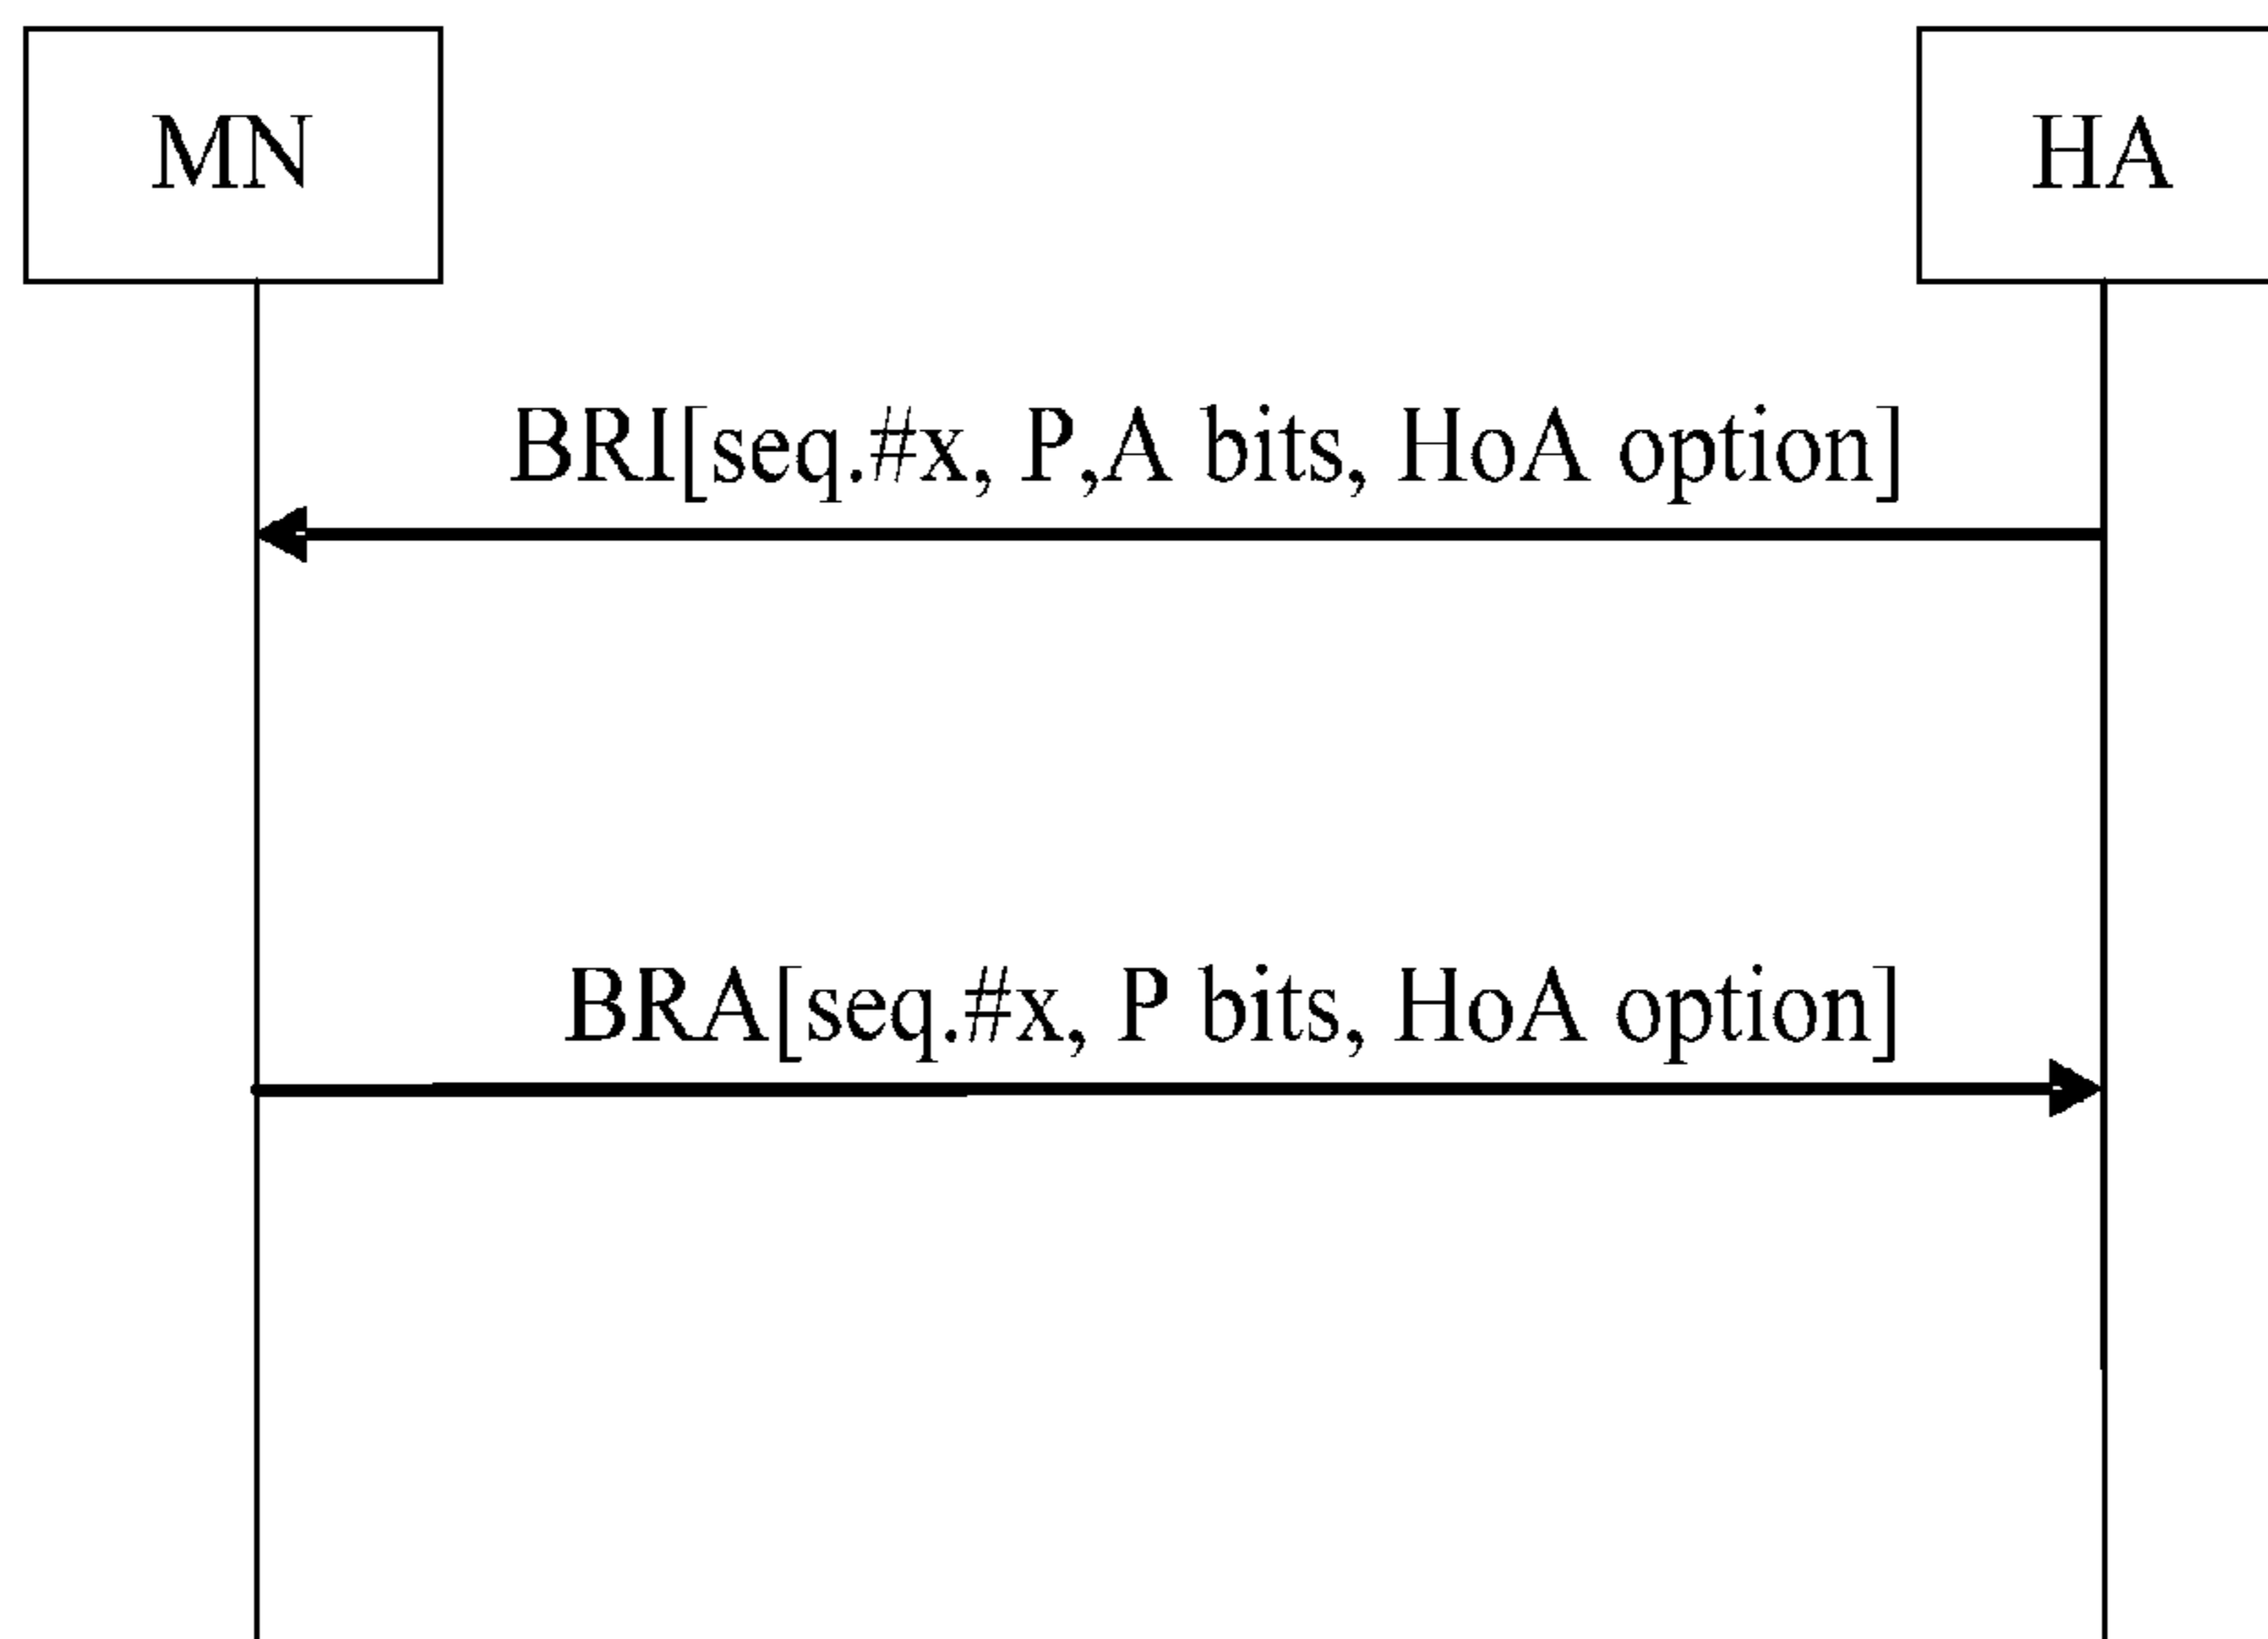 MN
HA
BRI[seq.#x, P,A bits, HoA option]
BRA[seq.#x, P bits, HoA option]